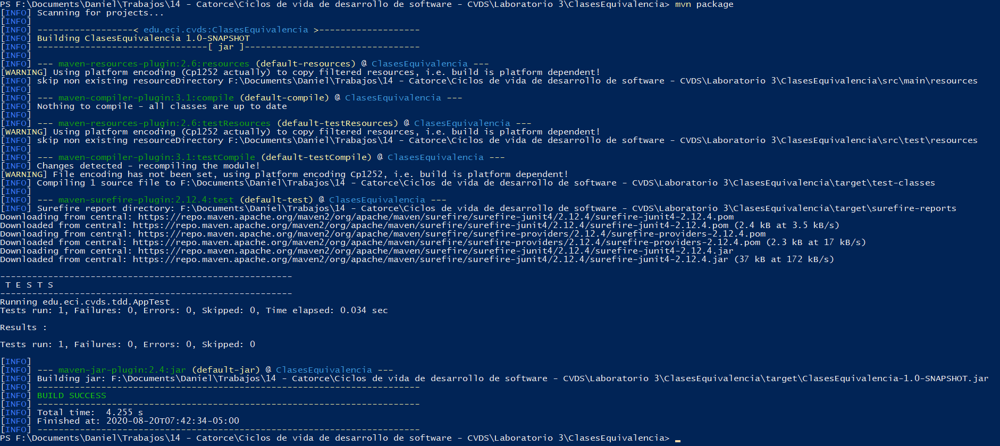 PS F:\Documents\Daniel\Trabajos\14 - Catorce\Ciclos de vida de desarrollo de software - CVDS\Laboratorio 3\ClasesEquivalencia> mvn package
[INFO] Scanning for projects...
[INFO]
[INFO] ------------------< edu.eci.cvds:ClasesEquivalencia >-------------------
[INFO] Building ClasesEquivalencia 1.0-SNAPSHOT
[INFO] --------------------------------[ jar ]---------------------------------
[INFO]
[INFO] --- maven-resources-plugin:2.6:resources (default-resources) @ ClasesEquivalencia ---
[WARNING] Using platform encoding (Cp1252 actually) to copy filtered resources, i.e. build is platform dependent!
[INFO] skip non existing resourceDirectory F:\Documents\Daniel\Trabajos\14 - Catorce\Ciclos de vida de desarrollo de software - CVDS\Laboratorio 3\ClasesEquivalencia\src\main\resources
[INFO]
[INFO] --- maven-compiler-plugin:3.1:compile (default-compile) @ ClasesEquivalencia ---
[INFO] Nothing to compile - all classes are up to date
[INFO]
[INFO] --- maven-resources-plugin:2.6:testResources (default-testResources) @ ClasesEquivalencia ---
[WARNING] Using platform encoding (Cp1252 actually) to copy filtered resources, i.e. build is platform dependent!
[INFO] skip non existing resourceDirectory F:\Documents\Daniel\Trabajos\14 - Catorce\Ciclos de vida de desarrollo de software - CVDS\Laboratorio 3\ClasesEquivalencia\src\test\resources
[INFO]
[INFO] --- maven-compiler-plugin:3.1:testCompile (default-testCompile) @ ClasesEquivalencia ---
[INFO] Changes detected - recompiling the module!
[WARNING] File encoding has not been set, using platform encoding Cp1252, i.e. build is platform dependent!
[INFO] Compiling 1 source file to F:\Documents\Daniel\Trabajos\14 - Catorce\Ciclos de vida de desarrollo de software - CVDS\Laboratorio 3\ClasesEquivalencia\target\test-classes
[INFO]
[INFO] --- maven-surefire-plugin:2.12.4:test (default-test) @ ClasesEquivalencia ---
[INFO] Surefire report directory: F:\Documents\Daniel\Trabajos\14 - Catorce\Ciclos de vida de desarrollo de software - CVDS\Laboratorio 3\ClasesEquivalencia\target\surefire-reports
Downloading from central: https://repo.maven.apache.org/maven2/org/apache/maven/surefire/surefire-junit4/2.12.4/surefire-junit4-2.12.4.pom
Downloaded from central: https://repo.maven.apache.org/maven2/org/apache/maven/surefire/surefire-junit4/2.12.4/surefire-junit4-2.12.4.pom (2.4 kB at 3.5 kB/s)
Downloading from central: https://repo.maven.apache.org/maven2/org/apache/maven/surefire/surefire-providers/2.12.4/surefire-providers-2.12.4.pom
Downloaded from central: https://repo.maven.apache.org/maven2/org/apache/maven/surefire/surefire-providers/2.12.4/surefire-providers-2.12.4.pom (2.3 kB at 17 kB/s)
Downloading from central: https://repo.maven.apache.org/maven2/org/apache/maven/surefire/surefire-junit4/2.12.4/surefire-junit4-2.12.4.jar
Downloaded from central: https://repo.maven.apache.org/maven2/org/apache/maven/surefire/surefire-junit4/2.12.4/surefire-junit4-2.12.4.jar (37 kB at 172 kB/s)
-------------------------------------------------------
T E S T S
-------------------------------------------------------
Running edu.eci.cvds.tdd.AppTest
Tests run: 1, Failures: 0, Errors: 0, Skipped: 0, Time elapsed: 0.034 sec
Results :
Tests run: 1, Failures: 0, Errors: 0, Skipped: 0
[INFO]
[INFO] --- maven-jar-plugin:2.4:jar (default-jar) @ ClasesEquivalencia ---
[INFO] Building jar: F:\Documents\Daniel\Trabajos\14 - Catorce\Ciclos de vida de desarrollo de software - CVDS\Laboratorio 3\ClasesEquivalencia\target\ClasesEquivalencia-1.0-SNAPSHOT.jar
[INFO] ------------------------------------------------------------------------
[INFO] BUILD SUCCESS
[INFO] ------------------------------------------------------------------------
[INFO] Total time:  4.255 s
[INFO] Finished at: 2020-08-20T07:42:34-05:00
[INFO] ------------------------------------------------------------------------
PS F:\Documents\Daniel\Trabajos\14 - Catorce\Ciclos de vida de desarrollo de software - CVDS\Laboratorio 3\ClasesEquivalencia> _